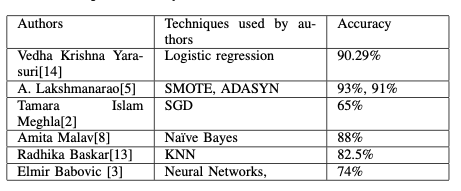 Authors Techniques used by au- Accuracy
thors
Vedha Krishna Yara- Logistic regression 90.29%
suri[14]
A. Lakshmanarao[5] SMOTE, ADASYN 93%, 91%
Tamara Islam SGD 65%
Meghla[2]
Amita Malav[8] Naïve Bayes 88%
Radhika Baskar[13] KNN 82.5%
Elmir Babovic [3] Neural Networks, 74%